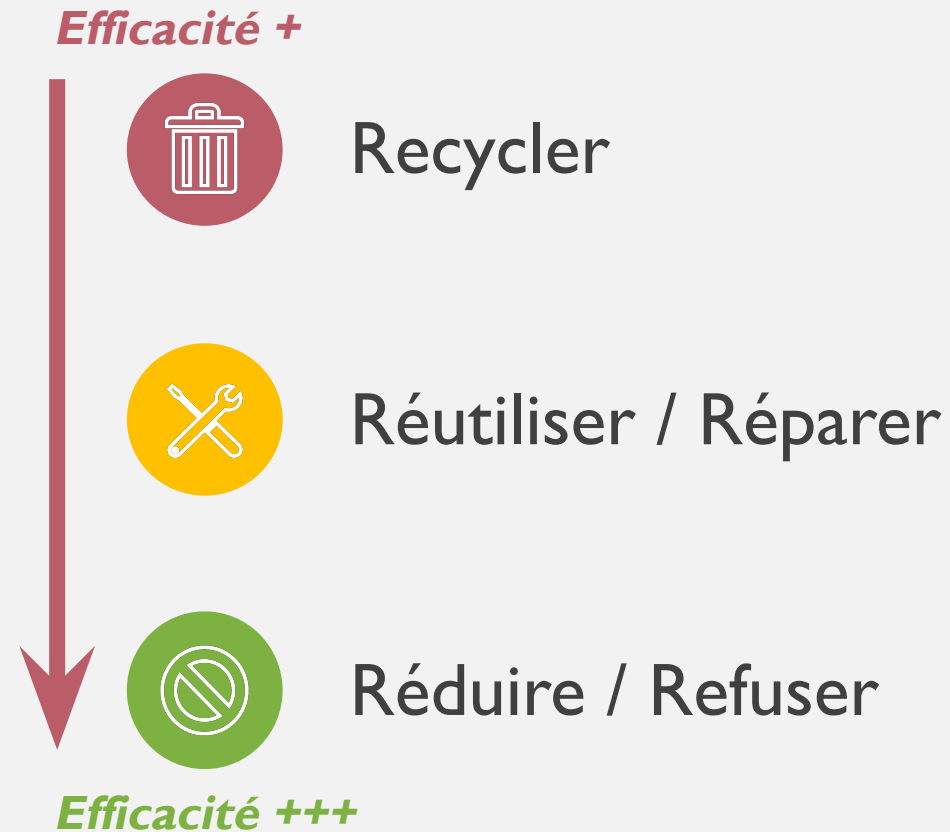 Efficacité +
Recycler
Réutiliser / Réparer
Réduire / Refuser
Efficacité +++